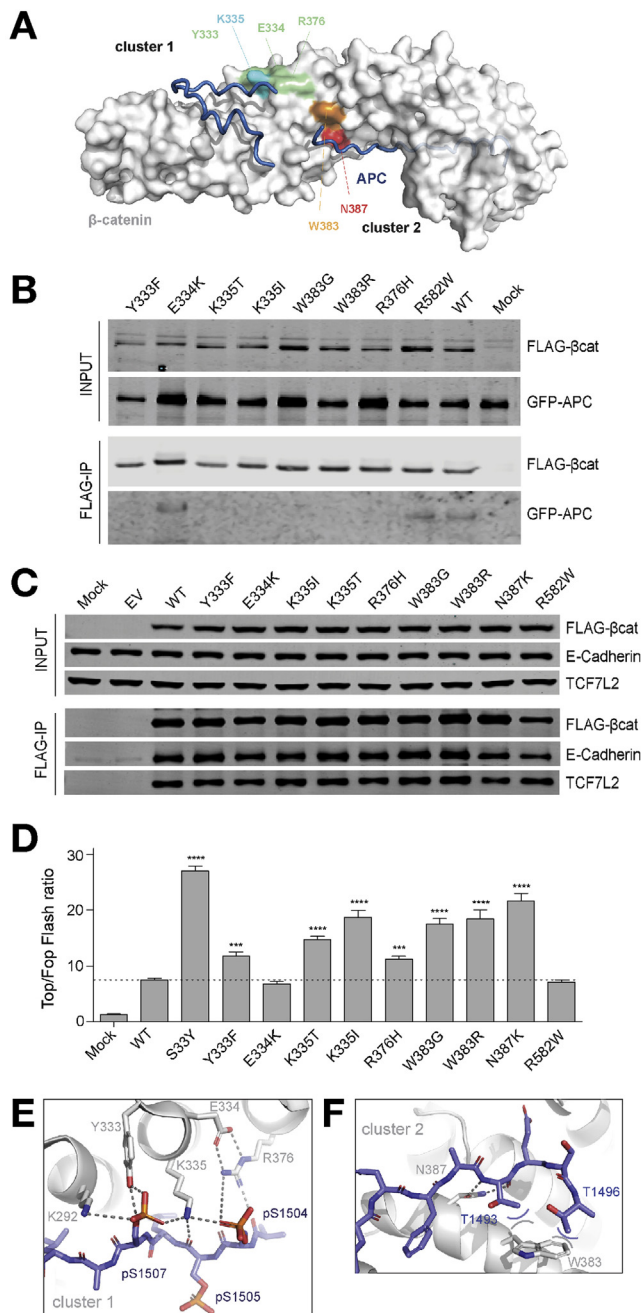 A
K335
E334
Y333
R376
cluster 1
APC
β-catenin
W383
N387
cluster 2
B
Y333F E334K K335T K335I W383G W383R R376H R582W WT Mock
INPUT
FLAG-βcat
GFP-APC
FLAG-IP
FLAG-βcat
GFP-APC
C
Mock EV WT Y333F E334K K335I K335T R376H W383G W383R N387K R582W
INPUT
FLAG-βcat
E-Cadherin
TCF7L2
FLAG-IP
FLAG-βcat
E-Cadherin
TCF7L2
D
Top/Fop Flash ratio
30
20
10
0
**** *** **** **** *** **** **** ****
Mock WT S33Y Y333F E334K K335T K335I R376H W383G W383R N387K R582W
E
Y333
E334
K335
R376
K292
pS1504
pS1507
pS1505
cluster 1
F
cluster 2
N387
T1496
T1493
W383